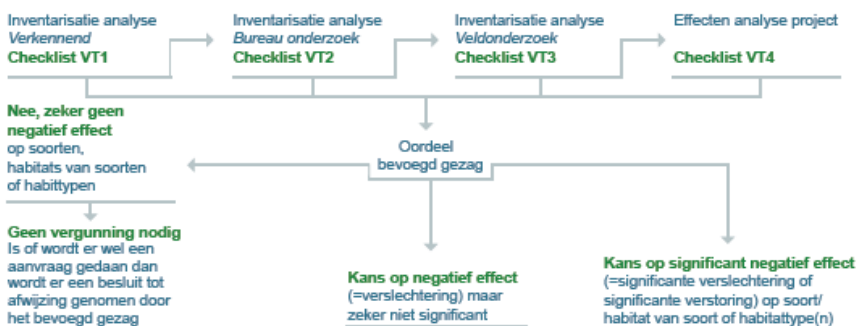 Inventarisatie analyse
Verkennend
Checklist VT1
Inventarisatie analyse
Bureau onderzoek
Checklist VT2
Inventarisatie analyse
Veldonderzoek
Checklist VT3
Effecten analyse project
Checklist VT4
Nee, zeker geen
negatief effect
op soorten,
habitats van soorten
of habittypen
Oordeel
bevoegd gezag
Geen vergunning nodig
Is of wordt er wel een
aanvraag gedaan dan
wordt er een besluit tot
afwijzing genomen door
het bevoegd gezag
Kans op negatief effect
(=verslechtering) maar
zeker niet significant
Kans op significant negatief effect
(=significante verslechtering of
significante verstoring) op soort/
habitat van soort of habitattype(n)